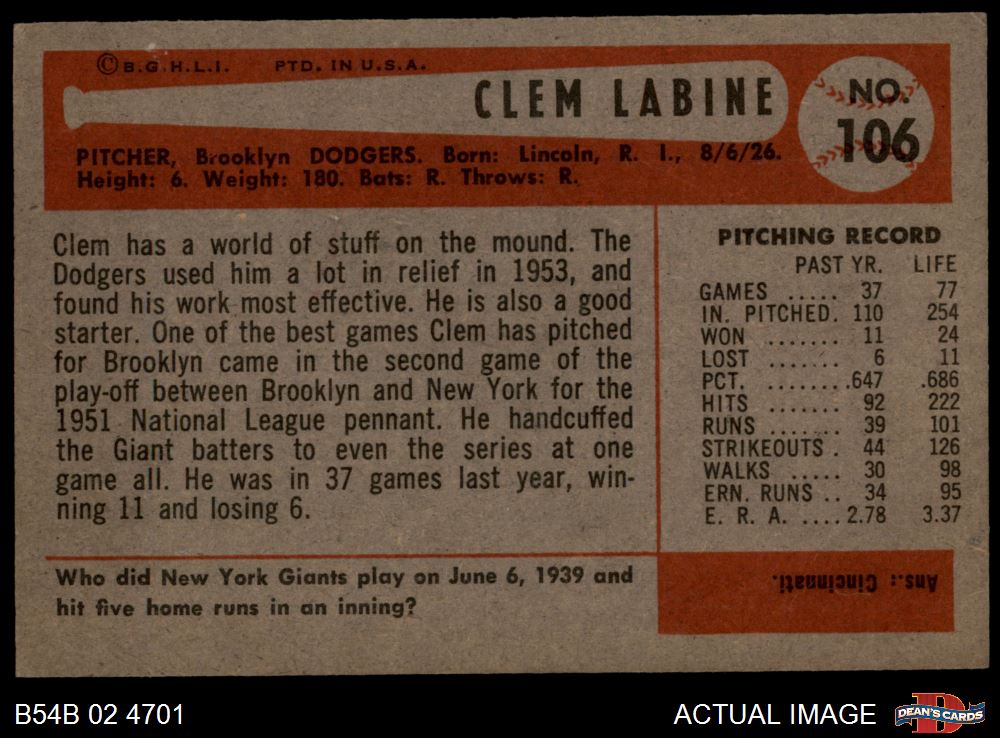 © B.G.H.L.I. PTD. IN U.S.A.
CLEM LABINE
NO.
106
PITCHER, Brooklyn DODGERS. Born: Lincoln, R. I., 8/6/26.
Height: 6. Weight: 180. Bats: R. Throws: R.
Clem has a world of stuff on the mound. The
Dodgers used him a lot in relief in 1953, and
found his work most effective. He is also a good
starter. One of the best games Clem has pitched
for Brooklyn came in the second game of the
play-off between Brooklyn and New York for the
1951 National League pennant. He handcuffed
the Giant batters to even the series at one
game all. He was in 37 games last year, win-
ning 11 and losing 6.
PITCHING RECORD
PAST YR. LIFE
GAMES ..... 37 77
IN. PITCHED. 110 254
WON ....... 11 24
LOST ....... 6 11
PCT. ........ .647 .686
HITS ....... 92 222
RUNS ....... 39 101
STRIKEOUTS . 44 126
WALKS ..... 30 98
ERN. RUNS .. 34 95
E. R. A. .... 2.78 3.37
Who did New York Giants play on June 6, 1939 and
hit five home runs in an inning?
Ans.: Cincinnati.
B54B 02 4701
ACTUAL IMAGE
DEAN'S CARDS